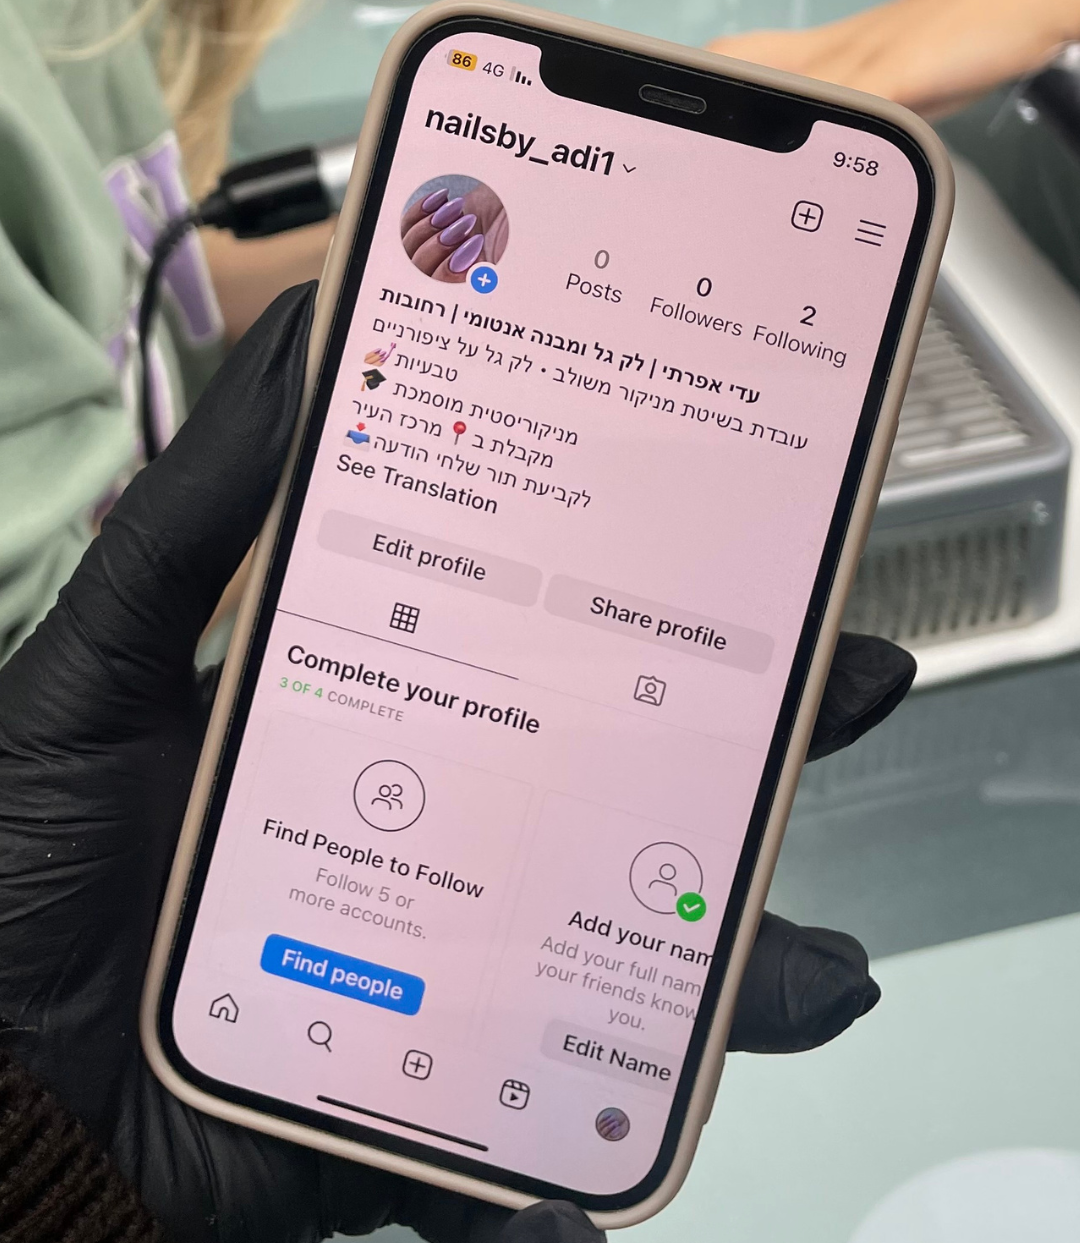 86 4G
9:58
nailsby_adi1
0
Posts
0
Followers
2
Following
עדי אפרתי | לק גל ומבנה אנטומי | רחובות
עובדת בשיטת מניקור משולב • לק גל על ציפורניים
טבעיות💅🏼
מניקוריסטית מוסמכת 🎓
מקבלת ב📍 מרכז העיר
לקביעת תור שלחי הודעה📥
See Translation
Edit profile
Share profile
Complete your profile
3 OF 4 COMPLETE
Find People to Follow
Follow 5 or
more accounts.
Find people
Add your nam
Add your full nam
your friends know
you.
Edit Name